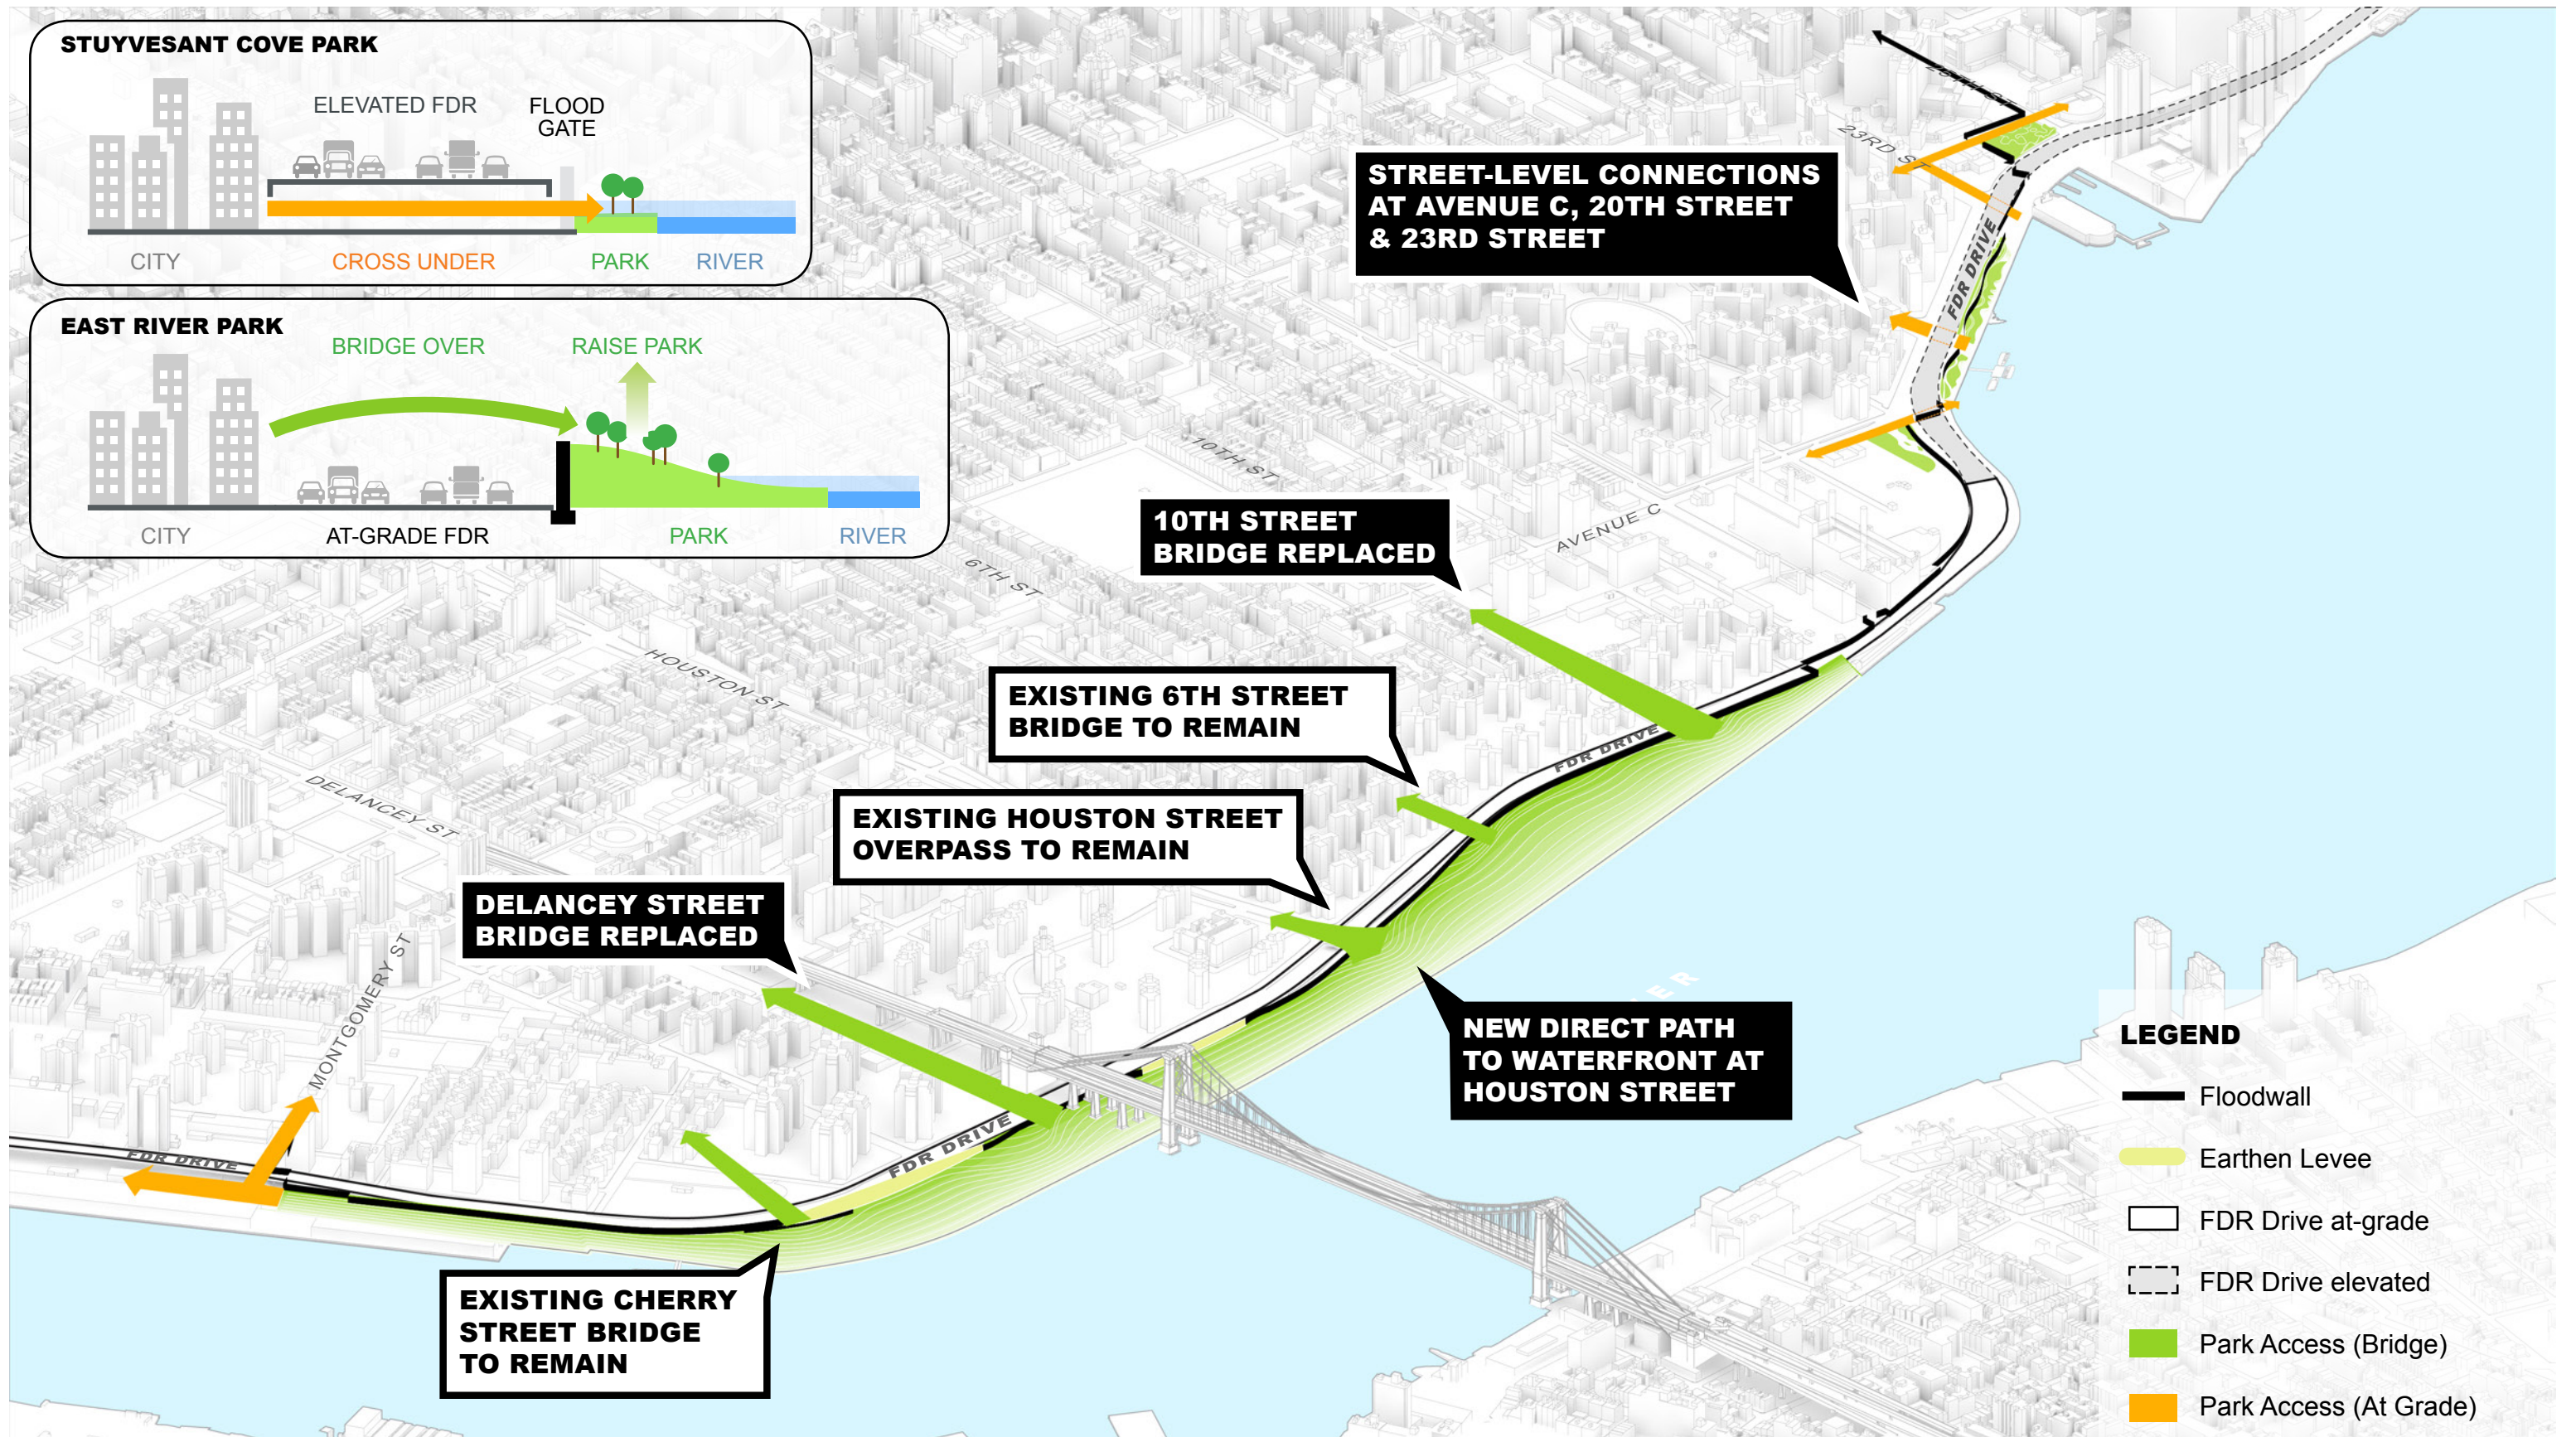 STUYVESANT COVE PARK
ELEVATED FDR
FLOOD
GATE
CITY
CROSS UNDER
PARK
RIVER
EAST RIVER PARK
BRIDGE OVER
RAISE PARK
CITY
AT-GRADE FDR
PARK
RIVER
23RD ST
STREET-LEVEL CONNECTIONS
AT AVENUE C, 20TH STREET
& 23RD STREET
FDR DRIVE
10TH ST
AVENUE C
10TH STREET
BRIDGE REPLACED
6TH ST
HOUSTON ST
EXISTING 6TH STREET
BRIDGE TO REMAIN
FDR DRIVE
DELANCEY ST
EXISTING HOUSTON STREET
OVERPASS TO REMAIN
DELANCEY STREET
BRIDGE REPLACED
MONTGOMERY ST
NEW DIRECT PATH
TO WATERFRONT AT
HOUSTON STREET
FDR DRIVE
FDR DRIVE
EXISTING CHERRY
STREET BRIDGE
TO REMAIN
LEGEND
Floodwall
Earthen Levee
FDR Drive at-grade
FDR Drive elevated
Park Access (Bridge)
Park Access (At Grade)